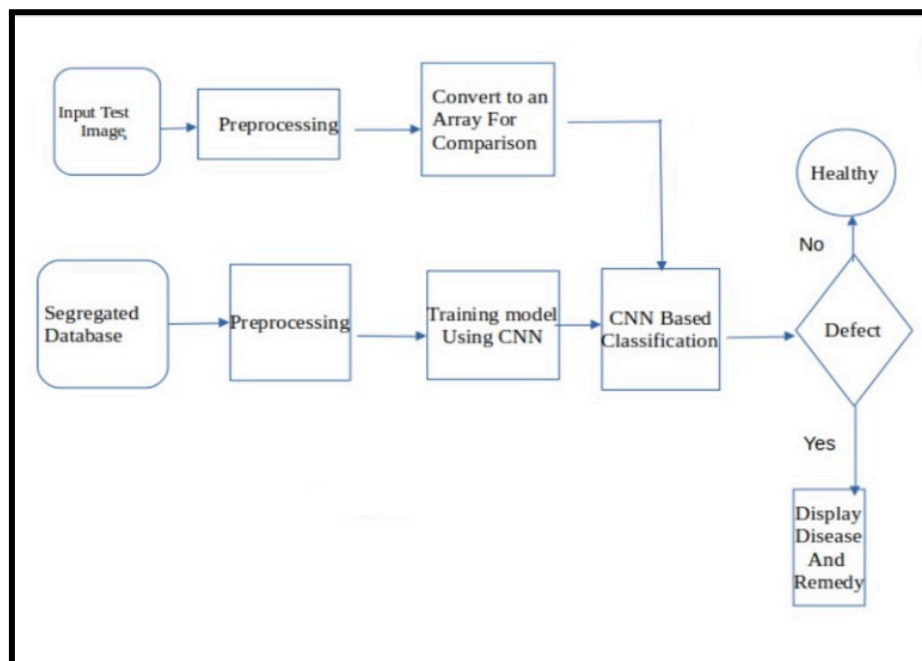 Input Test
Image,
Preprocessing
Convert to an
Array For
Comparison
Healthy
No
Segregated
Database
Preprocessing
Training model
Using CNN
CNN Based
Classification
Defect
Yes
Display
Disease
And
Remedy